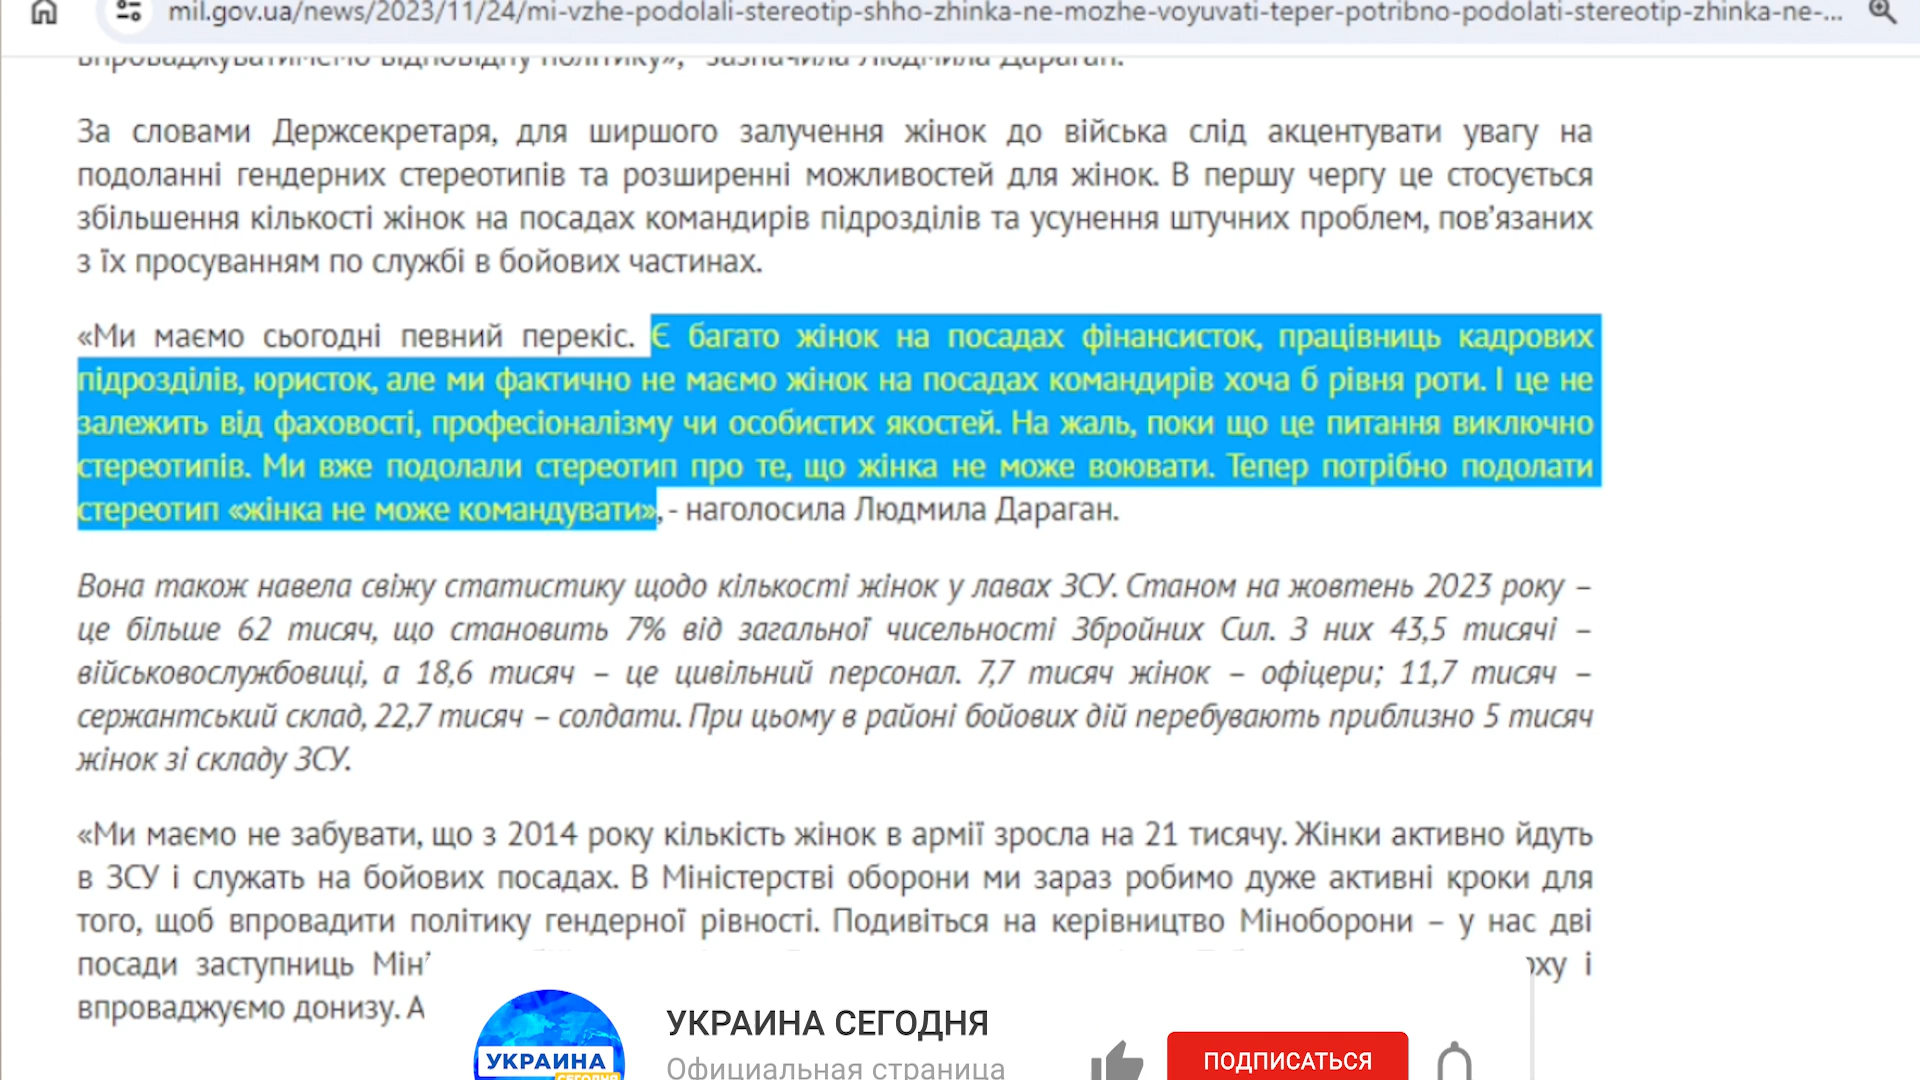 mil.gov.ua/news/2023/11/24/mi-vzhe-podolali-stereotip-shho-zhinka-ne-mozhe-voyuvati-teper-potribno-podolati-stereotip-zhinka-ne-...
впроваджуватимемо відповідну політику», зазначила Людмила Дараган.
За словами Держсекретаря, для ширшого залучення жінок до війська слід акцентувати увагу на
подоланні гендерних стереотипів та розширенні можливостей для жінок. В першу чергу це стосується
збільшення кількості жінок на посадах командирів підрозділів та усунення штучних проблем, пов’язаних
з їх просуванням по службі в бойових частинах.
«Ми маємо сьогодні певний перекіс. Є багато жінок на посадах фінансисток, працівниць кадрових
підрозділів, юристок, але ми фактично не маємо жінок на посадах командирів хоча б рівня роти. І це не
залежить від фаховості, професіоналізму чи особистих якостей. На жаль, поки що це питання виключно
стереотипів. Ми вже подолали стереотип про те, що жінка не може воювати. Тепер потрібно подолати
стереотип «жінка не може командувати», - наголосила Людмила Дараган.
Вона також навела свіжу статистику щодо кількості жінок у лавах ЗСУ. Станом на жовтень 2023 року –
це більше 62 тисяч, що становить 7% від загальної чисельності Збройних Сил. З них 43,5 тисячі –
військовослужбовиці, а 18,6 тисяч – це цивільний персонал. 7,7 тисяч жінок – офіцери; 11,7 тисяч –
сержантський склад, 22,7 тисяч – солдати. При цьому в районі бойових дій перебувають приблизно 5 тисяч
жінок зі складу ЗСУ.
«Ми маємо не забувати, що з 2014 року кількість жінок в армії зросла на 21 тисячу. Жінки активно йдуть
в ЗСУ і служать на бойових посадах. В Міністерстві оборони ми зараз робимо дуже активні кроки для
того, щоб впровадити політику гендерної рівності. Подивіться на керівництво Міноборони – у нас дві
посади заступниць Мін і
впроваджуємо донизу. А
УКРАИНА СЕГОДНЯ
Официальная страница
ПОДПИСАТЬСЯ
УКРАИНА
СЕГОДНЯ